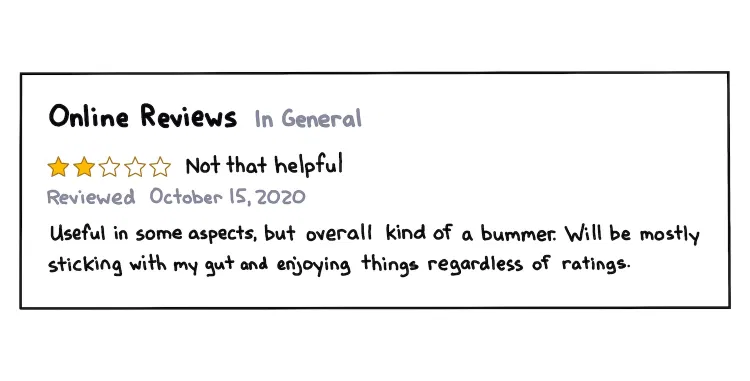 Online Reviews In General
Not that helpful
Reviewed October 15, 2020
Useful in some aspects, but overall kind of a bummer. Will be mostly
sticking with my gut and enjoying things regardless of ratings.